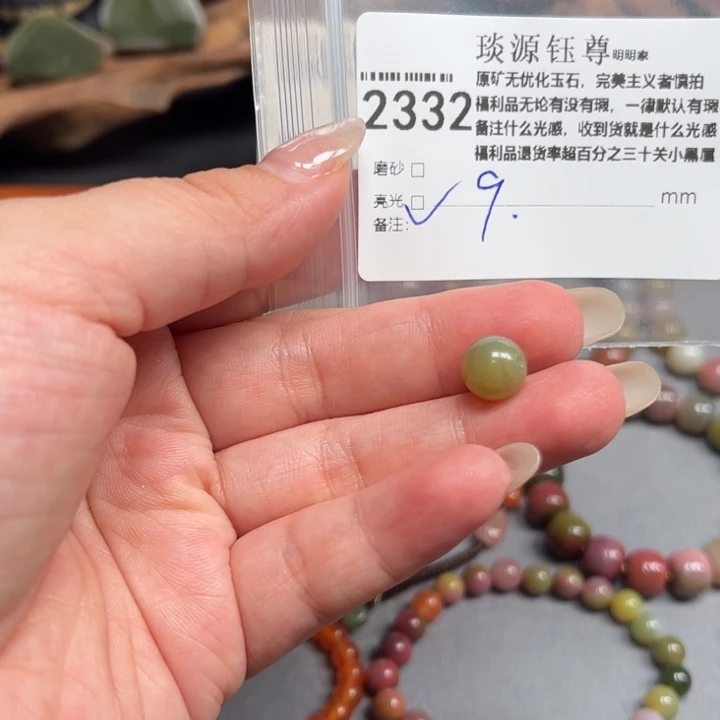 琰源钰尊 明明家
原矿无优化玉石，完美主义者慎拍
2332
福利品无论有没有瑕，一律默认有瑕
备注什么光感，收到货就是什么光感
福利品退货率超百分之三十关小黑屋
磨砂 □
亮光 □ ✓ 9. mm
备注: